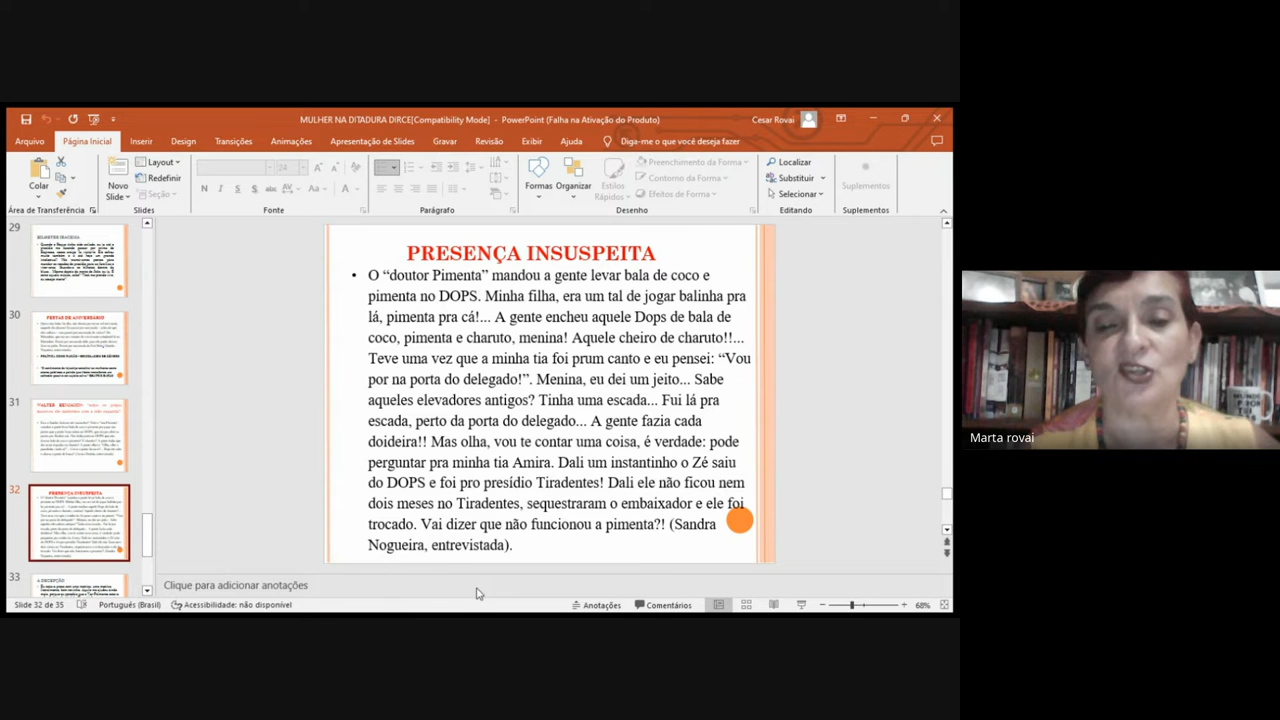 MULHER NA DITADURA DIRCE[Compatibility Mode] - PowerPoint (Falha na Ativação do Produto)
Cesar Rovai
Arquivo Página Inicial Inserir Design Transições Animações Apresentação de Slides Gravar Revisão Exibir Ajuda Diga-me o que você deseja fazer
Colar
Novo Slide
Layout
Redefinir
Seção
24
N I S S abc AV Aa A
Formas
Organizar
Estilos Rápidos
Preenchimento da Forma
Contorno da Forma
Efeitos de Forma
Localizar
Substituir
Selecionar
Suplementos
Área de Transferência Slides Fonte Parágrafo Desenho Editando Suplementos
29
30
31
32
33
PRESENÇA INSUSPEITA
• O “doutor Pimenta” mandou a gente levar bala de coco e
pimenta no DOPS. Minha filha, era um tal de jogar balinha pra
lá, pimenta pra cá!... A gente encheu aquele Dops de bala de
coco, pimenta e charuto, menina! Aquele cheiro de charuto!!...
Teve uma vez que a minha tia foi prum canto e eu pensei: “Vou
por na porta do delegado!”. Menina, eu dei um jeito... Sabe
aqueles elevadores antigos? Tinha uma escada... Fui lá pra
escada, perto da porta do delegado... A gente fazia cada
doideira!! Mas olha, vou te contar uma coisa, é verdade: pode
perguntar pra minha tia Amira. Dali um instantinho o Zé saiu
do DOPS e foi pro presídio Tiradentes! Dali ele não ficou nem
dois meses no Tiradentes, sequestraram o embaixador e ele foi
trocado. Vai dizer que não funcionou a pimenta?! (Sandra
Nogueira, entrevistada)
Clique para adicionar anotações
Slide 32 de 35 Português (Brasil) Acessibilidade: não disponível Anotações Comentários 68%
Marta rovai